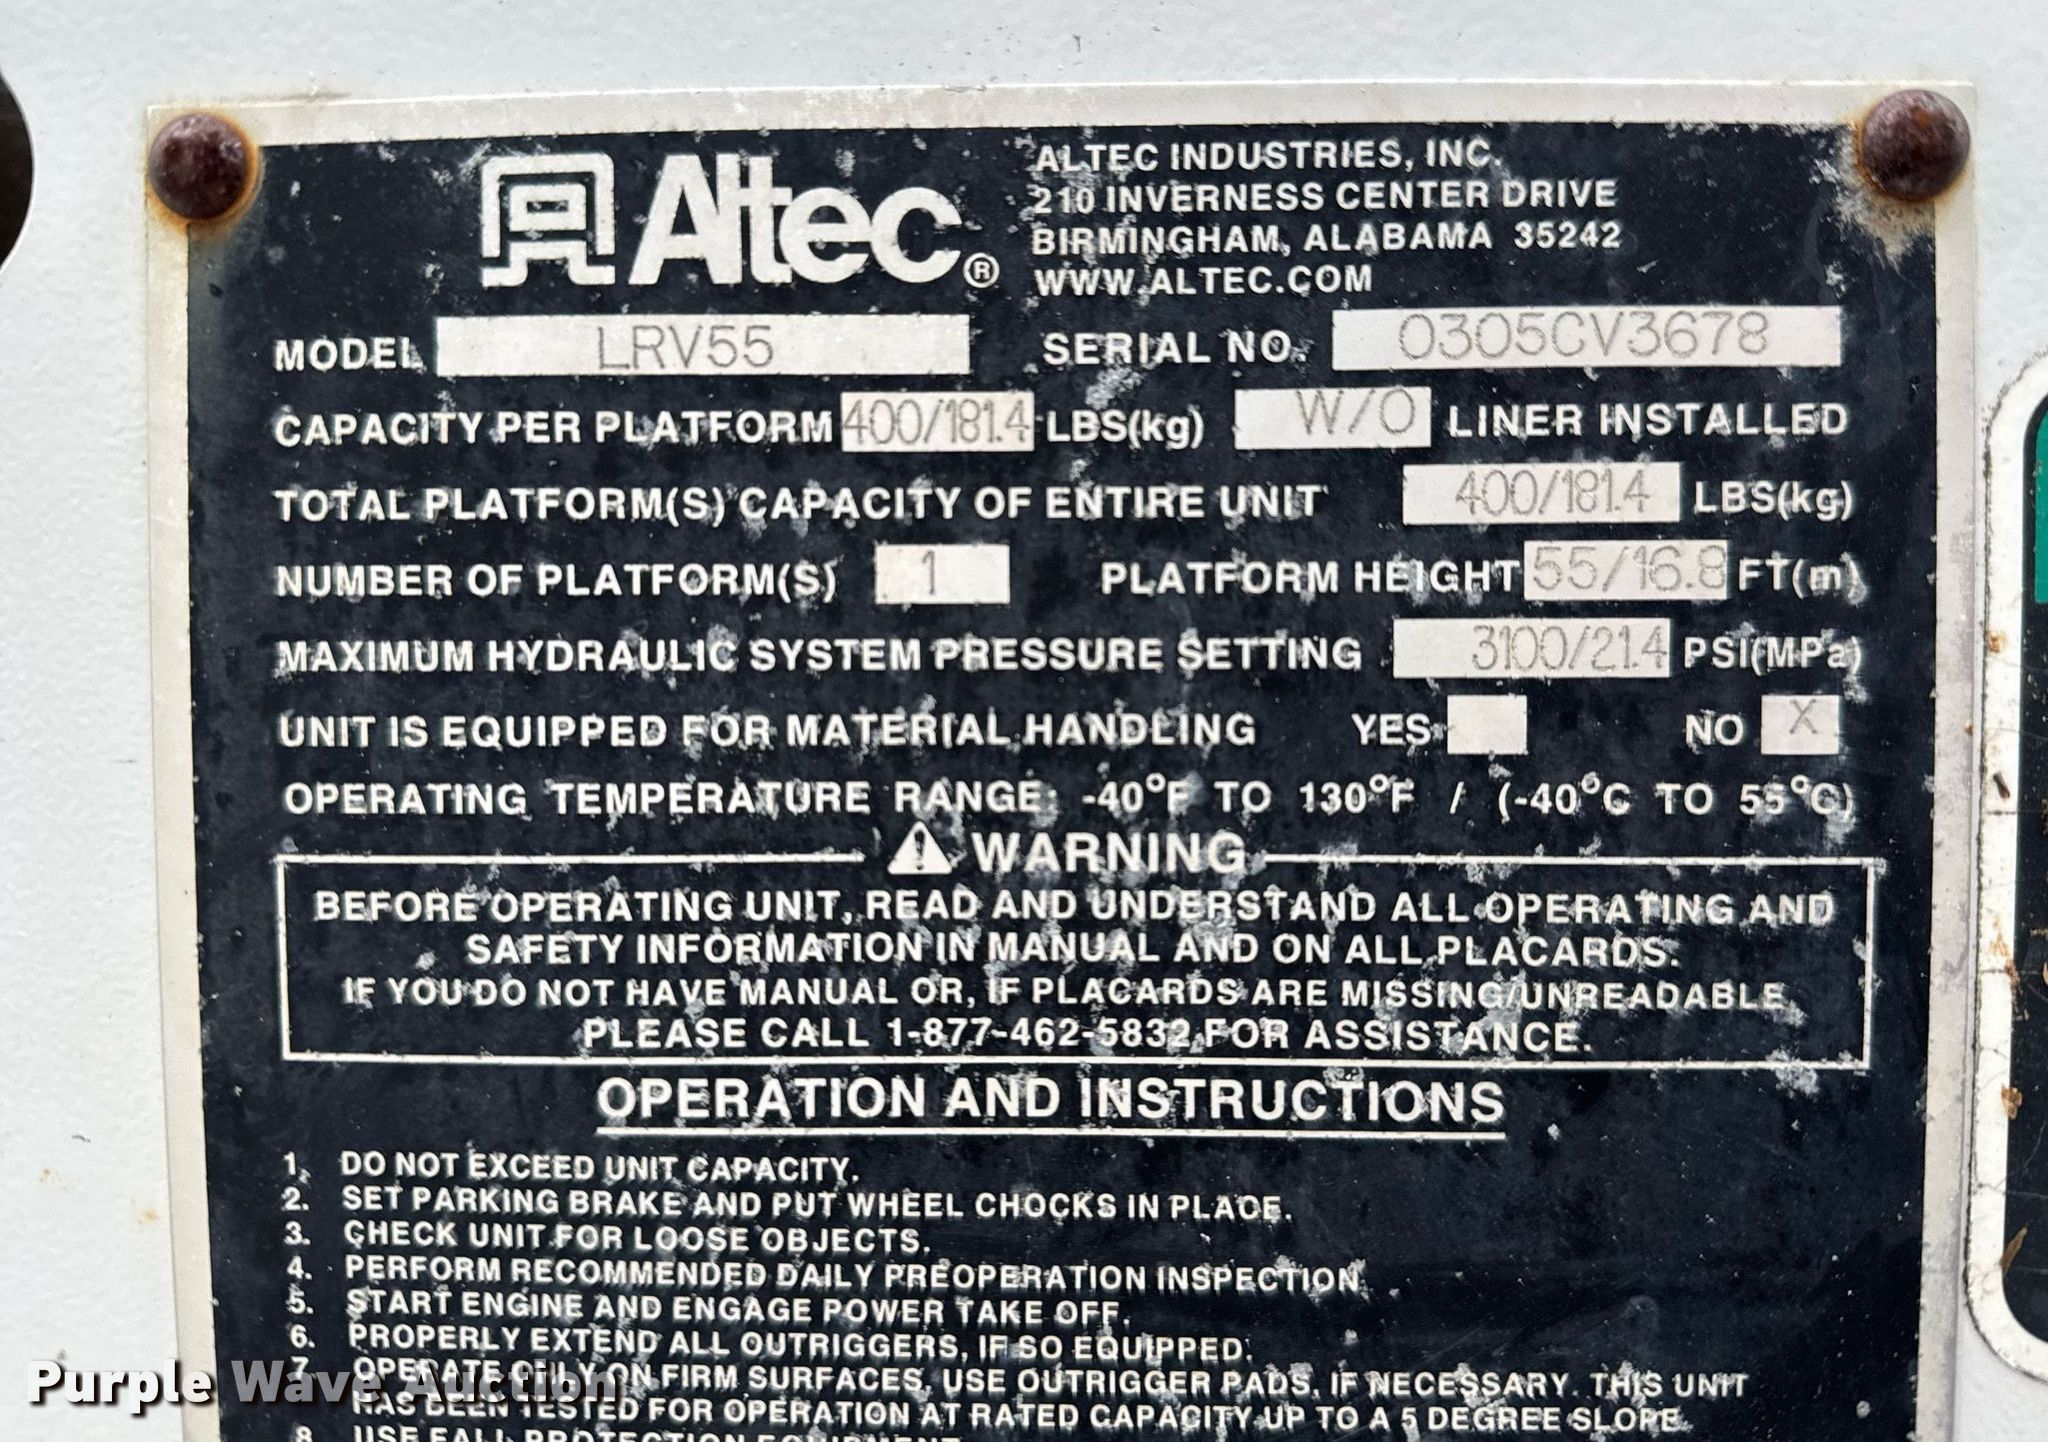 Altec®
ALTEC INDUSTRIES, INC.
210 INVERNESS CENTER DRIVE
BIRMINGHAM, ALABAMA 35242
WWW.ALTEC.COM
MODEL LRV55 SERIAL NO. 0305CV3678
CAPACITY PER PLATFORM 400/181.4 LBS(kg) W/O LINER INSTALLED
TOTAL PLATFORM(S) CAPACITY OF ENTIRE UNIT 400/181.4 LBS(kg)
NUMBER OF PLATFORM(S) 1 PLATFORM HEIGHT 55/16.8 FT(m)
MAXIMUM HYDRAULIC SYSTEM PRESSURE SETTING 3100/21.4 PSI(MPa)
UNIT IS EQUIPPED FOR MATERIAL HANDLING YES NO X
OPERATING TEMPERATURE RANGE: -40°F TO 130°F / (-40°C TO 55°C)
WARNING
BEFORE OPERATING UNIT, READ AND UNDERSTAND ALL OPERATING AND
SAFETY INFORMATION IN MANUAL AND ON ALL PLACARDS.
IF YOU DO NOT HAVE MANUAL OR, IF PLACARDS ARE MISSING/UNREADABLE,
PLEASE CALL 1-877-462-5832 FOR ASSISTANCE.
OPERATION AND INSTRUCTIONS
1. DO NOT EXCEED UNIT CAPACITY.
2. SET PARKING BRAKE AND PUT WHEEL CHOCKS IN PLACE.
3. CHECK UNIT FOR LOOSE OBJECTS.
4. PERFORM RECOMMENDED DAILY PREOPERATION INSPECTION
5. START ENGINE AND ENGAGE POWER TAKE OFF.
6. PROPERLY EXTEND ALL OUTRIGGERS, IF SO EQUIPPED.
7. OPERATE ONLY ON FIRM SURFACES, USE OUTRIGGER PADS, IF NECESSARY. THIS UNIT
HAS BEEN TESTED FOR OPERATION AT RATED CAPACITY UP TO A 5 DEGREE SLOPE.
8. USE FALL PROTECTION EQUIPMENT.
Purple Wave Auction